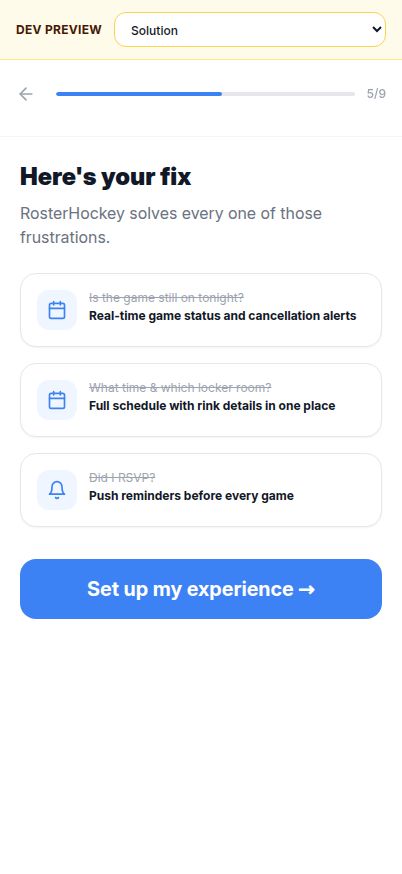 DEV PREVIEW
Solution
5/9
Here's your fix
RosterHockey solves every one of those
frustrations.
Is the game still on tonight?
Real-time game status and cancellation alerts
What time & which locker room?
Full schedule with rink details in one place
Did I RSVP?
Push reminders before every game
Set up my experience →